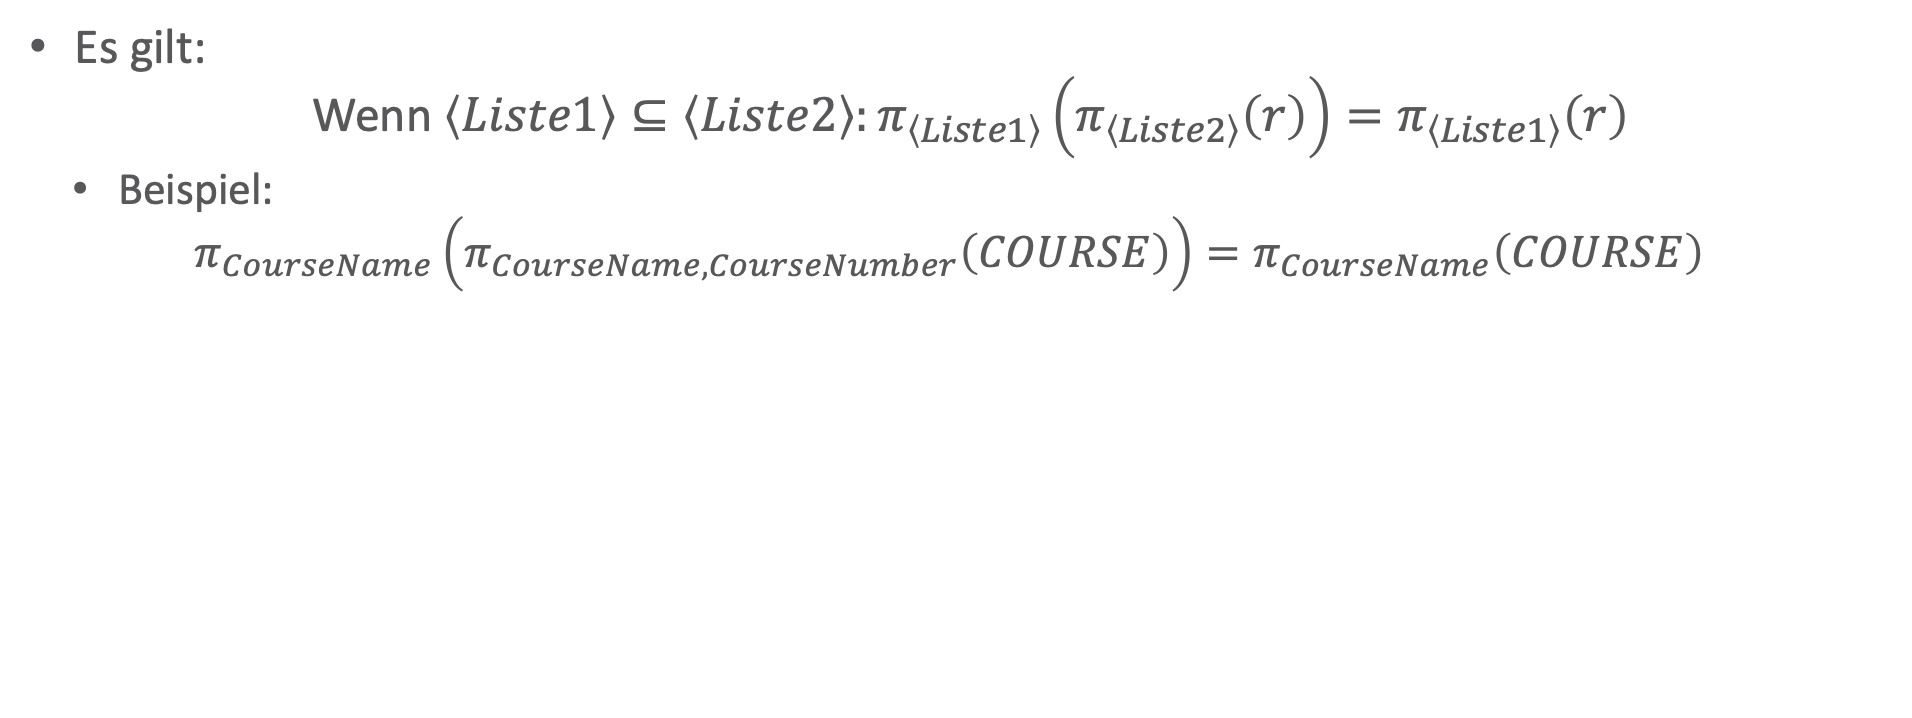 • Es gilt:
Wenn ⟨Liste1⟩ ⊆ ⟨Liste2⟩: π⟨Liste1⟩(π⟨Liste2⟩(r)) = π⟨Liste1⟩(r)
• Beispiel:
πCourseName(πCourseName,CourseNumber(COURSE)) = πCourseName(COURSE)